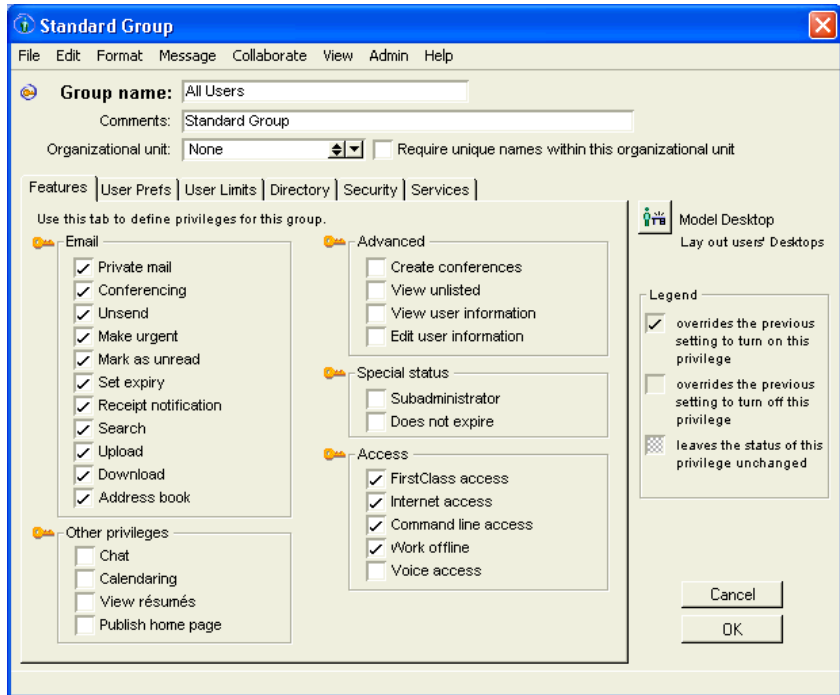 Standard Group
File Edit Format Message Collaborate View Admin Help
Group name: All Users
Comments: Standard Group
Organizational unit: None Require unique names within this organizational unit
Features User Prefs User Limits Directory Security Services
Use this tab to define privileges for this group.
Email
Private mail
Conferencing
Unsend
Make urgent
Mark as unread
Set expiry
Receipt notification
Search
Upload
Download
Address book
Other privileges
Chat
Calendaring
View résumés
Publish home page
Advanced
Create conferences
View unlisted
View user information
Edit user information
Special status
Subadministrator
Does not expire
Access
FirstClass access
Internet access
Command line access
Work offline
Voice access
Model Desktop
Lay out users' Desktops
Legend
overrides the previous
setting to turn on this
privilege
overrides the previous
setting to turn off this
privilege
leaves the status of this
privilege unchanged
Cancel
OK